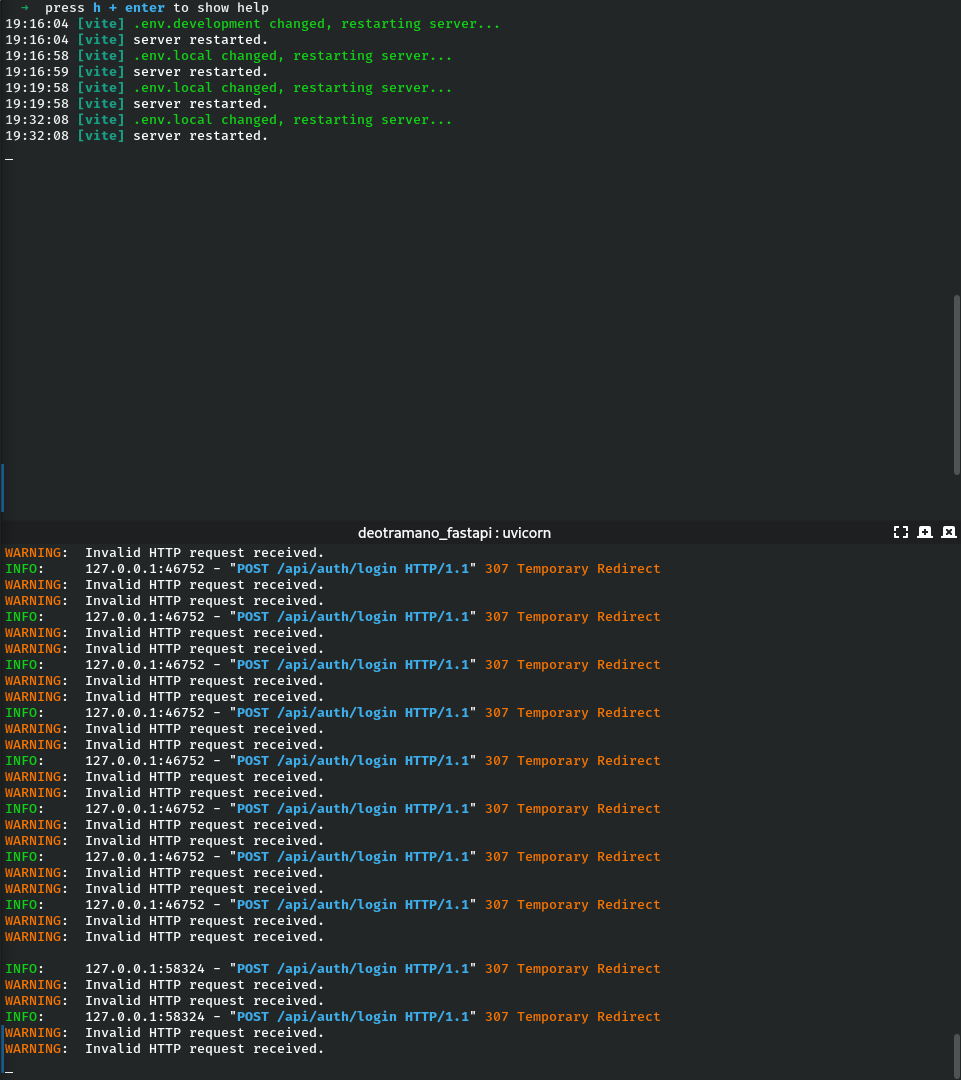 → press h + enter to show help
19:16:04 [vite] .env.development changed, restarting server...
19:16:04 [vite] server restarted.
19:16:58 [vite] .env.local changed, restarting server...
19:16:59 [vite] server restarted.
19:19:58 [vite] .env.local changed, restarting server...
19:19:58 [vite] server restarted.
19:32:08 [vite] .env.local changed, restarting server...
19:32:08 [vite] server restarted.
deotramano_fastapi : uvicorn
WARNING: Invalid HTTP request received.
INFO: 127.0.0.1:46752 - "POST /api/auth/login HTTP/1.1" 307 Temporary Redirect
WARNING: Invalid HTTP request received.
WARNING: Invalid HTTP request received.
INFO: 127.0.0.1:46752 - "POST /api/auth/login HTTP/1.1" 307 Temporary Redirect
WARNING: Invalid HTTP request received.
WARNING: Invalid HTTP request received.
INFO: 127.0.0.1:46752 - "POST /api/auth/login HTTP/1.1" 307 Temporary Redirect
WARNING: Invalid HTTP request received.
WARNING: Invalid HTTP request received.
INFO: 127.0.0.1:46752 - "POST /api/auth/login HTTP/1.1" 307 Temporary Redirect
WARNING: Invalid HTTP request received.
WARNING: Invalid HTTP request received.
INFO: 127.0.0.1:46752 - "POST /api/auth/login HTTP/1.1" 307 Temporary Redirect
WARNING: Invalid HTTP request received.
WARNING: Invalid HTTP request received.
INFO: 127.0.0.1:46752 - "POST /api/auth/login HTTP/1.1" 307 Temporary Redirect
WARNING: Invalid HTTP request received.
WARNING: Invalid HTTP request received.
INFO: 127.0.0.1:46752 - "POST /api/auth/login HTTP/1.1" 307 Temporary Redirect
WARNING: Invalid HTTP request received.
WARNING: Invalid HTTP request received.
INFO: 127.0.0.1:46752 - "POST /api/auth/login HTTP/1.1" 307 Temporary Redirect
WARNING: Invalid HTTP request received.
WARNING: Invalid HTTP request received.
INFO: 127.0.0.1:58324 - "POST /api/auth/login HTTP/1.1" 307 Temporary Redirect
WARNING: Invalid HTTP request received.
WARNING: Invalid HTTP request received.
INFO: 127.0.0.1:58324 - "POST /api/auth/login HTTP/1.1" 307 Temporary Redirect
WARNING: Invalid HTTP request received.
WARNING: Invalid HTTP request received.